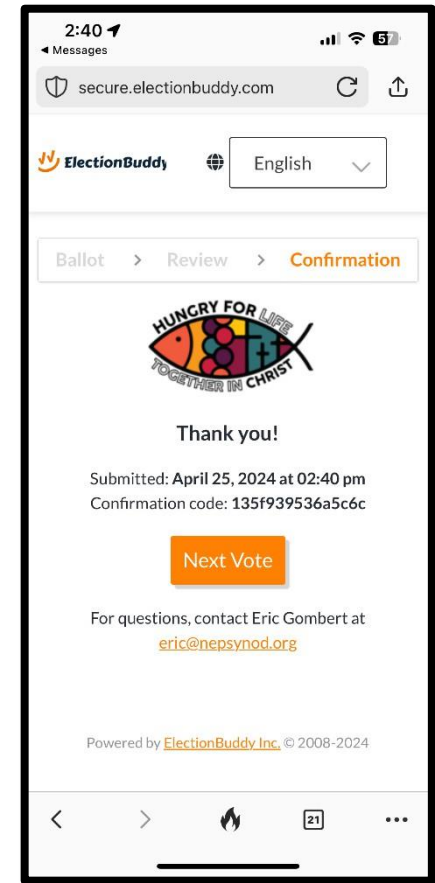 2:40
57
◄ Messages
secure.electionbuddy.com
ElectionBuddy
English
Ballot > Review > Confirmation
HUNGRY FOR LIFE
TOGETHER IN CHRIST
Thank you!
Submitted: April 25, 2024 at 02:40 pm
Confirmation code: 135f939536a5c6c
Next Vote
For questions, contact Eric Gombert at
eric@nepsynod.org
Powered by ElectionBuddy Inc. © 2008-2024
21